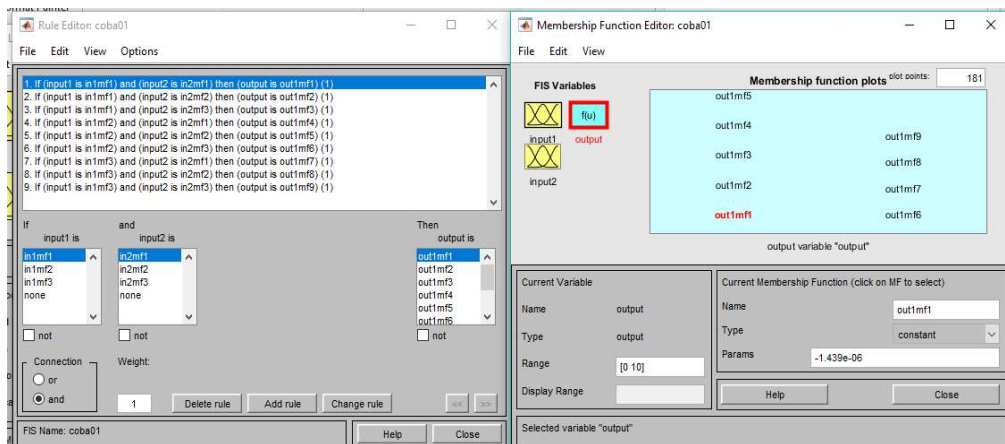 Rule Editor: coba01
File Edit View Options
1. If (input1 is in1mf1) and (input2 is in2mf1) then (output is out1mf1) (1)
2. If (input1 is in1mf1) and (input2 is in2mf2) then (output is out1mf2) (1)
3. If (input1 is in1mf1) and (input2 is in2mf3) then (output is out1mf3) (1)
4. If (input1 is in1mf2) and (input2 is in2mf1) then (output is out1mf4) (1)
5. If (input1 is in1mf2) and (input2 is in2mf2) then (output is out1mf5) (1)
6. If (input1 is in1mf2) and (input2 is in2mf3) then (output is out1mf6) (1)
7. If (input1 is in1mf3) and (input2 is in2mf1) then (output is out1mf7) (1)
8. If (input1 is in1mf3) and (input2 is in2mf2) then (output is out1mf8) (1)
9. If (input1 is in1mf3) and (input2 is in2mf3) then (output is out1mf9) (1)
If and Then
input1 is input2 is output is
in1mf1 in2mf1 out1mf1
in1mf2 in2mf2 out1mf2
in1mf3 in2mf3 out1mf3
none none out1mf4
out1mf5
out1mf6
not not not
Connection Weight:
or
and 1 Delete rule Add rule Change rule << >>
FIS Name: coba01 Help Close
Membership Function Editor: coba01
File Edit View
FIS Variables Membership function plots plot points: 181
f(u)
input1 output
input2
out1mf5
out1mf4 out1mf9
out1mf3 out1mf8
out1mf2 out1mf7
out1mf1 out1mf6
output variable "output"
Current Variable
Name output
Type output
Range [0 10]
Display Range
Current Membership Function (click on MF to select)
Name out1mf1
Type constant
Params -1.439e-06
Help Close
Selected variable "output"